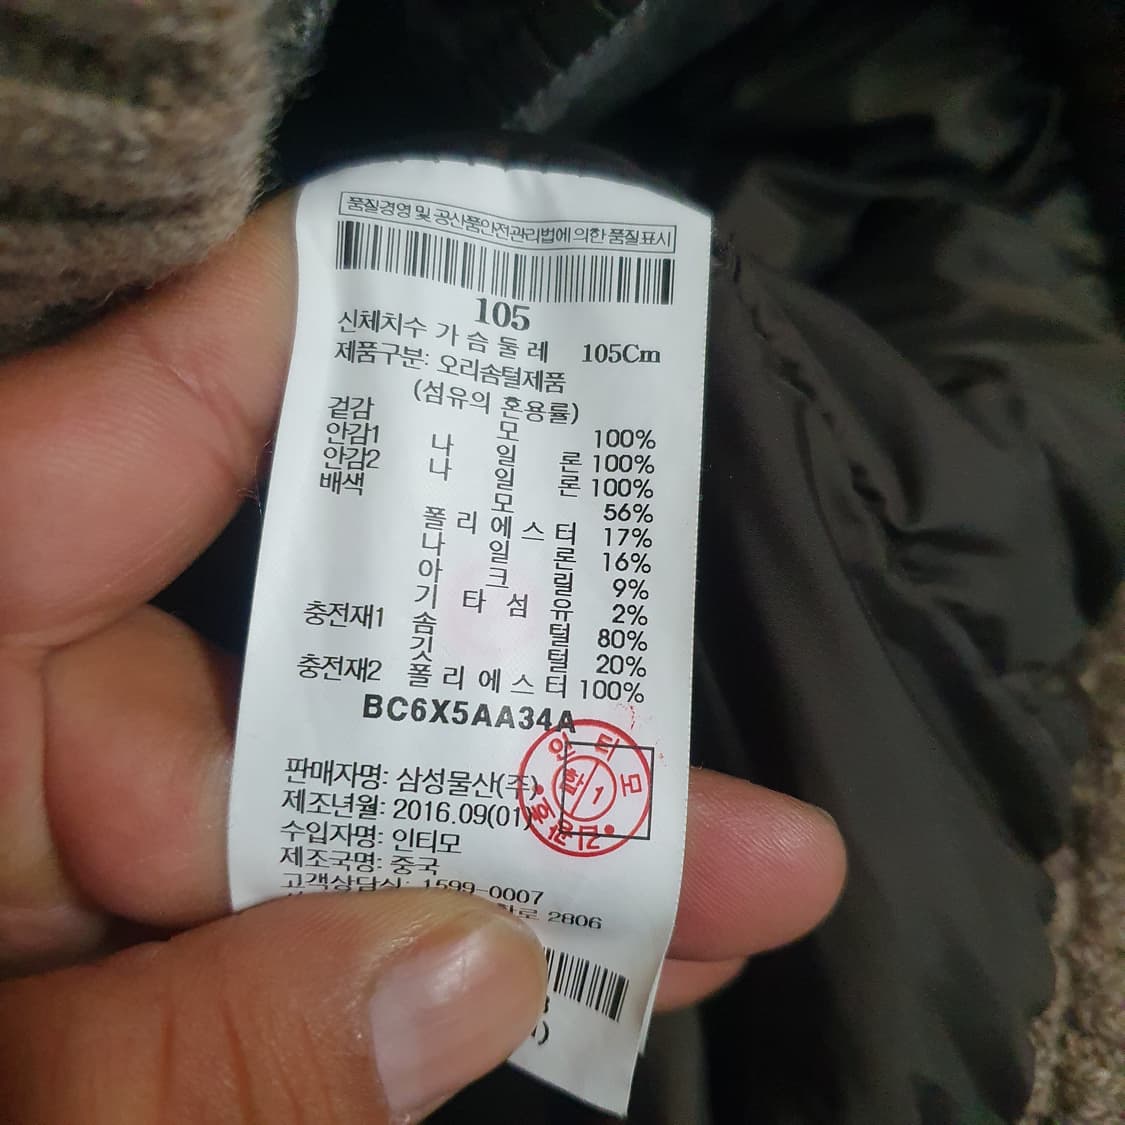 품질경영 및 공산품안전관리법에 의한 품질표시
105
신체치수 가슴둘레 105Cm
제품구분: 오리솜털제품
(섬유의 혼용률)
겉감 모 100%
안감1 나일론 100%
안감2 나일론 100%
배색 모 56%
폴리에스터 17%
나일론 16%
아크릴 9%
기타섬유 2%
충전재1 솜털 80%
깃털 20%
충전재2 폴리에스터 100%
BC6X5AA34A
인티모
합/1
판매자명: 삼성물산(주)
제조년월: 2016.09(01)
수입자명: 인티모
제조국명: 중국
고객상담실: 1599-0007
2806